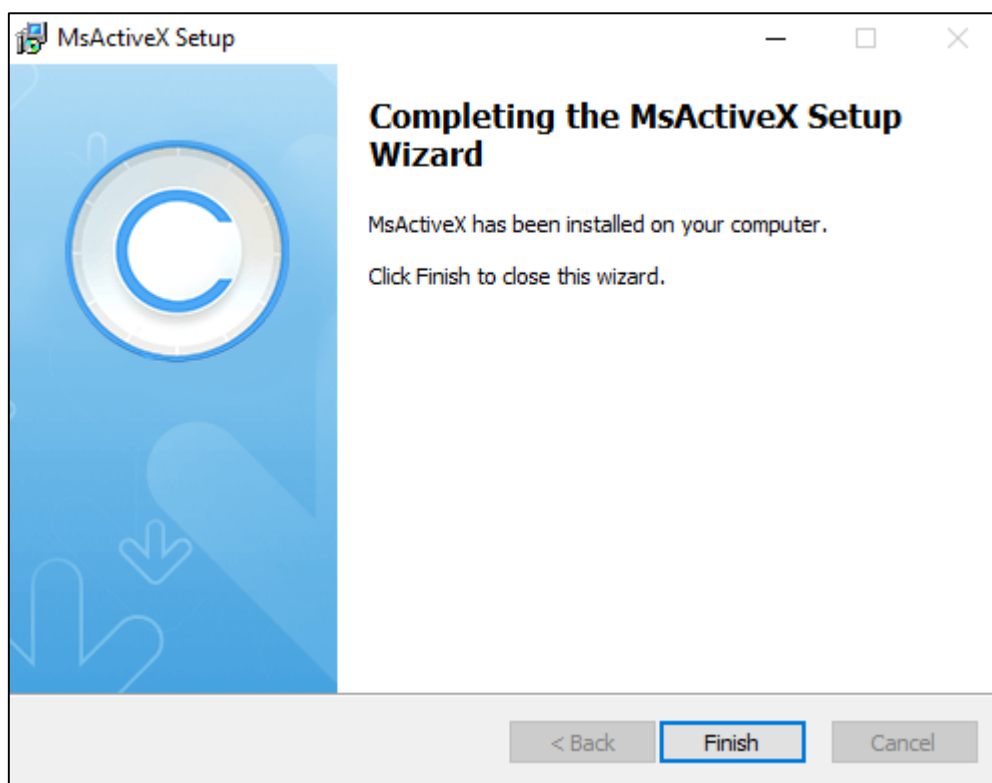 MsActiveX Setup
Completing the MsActiveX Setup
Wizard
MsActiveX has been installed on your computer.
Click Finish to close this wizard.
< Back
Finish
Cancel